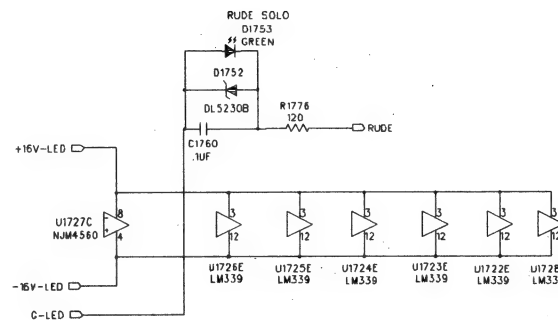 RUDE SOLO
D1753
GREEN
D1752
DL5230B
R1776
120
RUDE
C1760
.1UF
+16V-LED
U1727C
NJM4560
8
4
3
12
3
12
3
12
3
12
3
12
3
12
U1726E
LM339
U1725E
LM339
U1724E
LM339
U1723E
LM339
U1722E
LM339
U1728
LM33
-16V-LED
G-LED